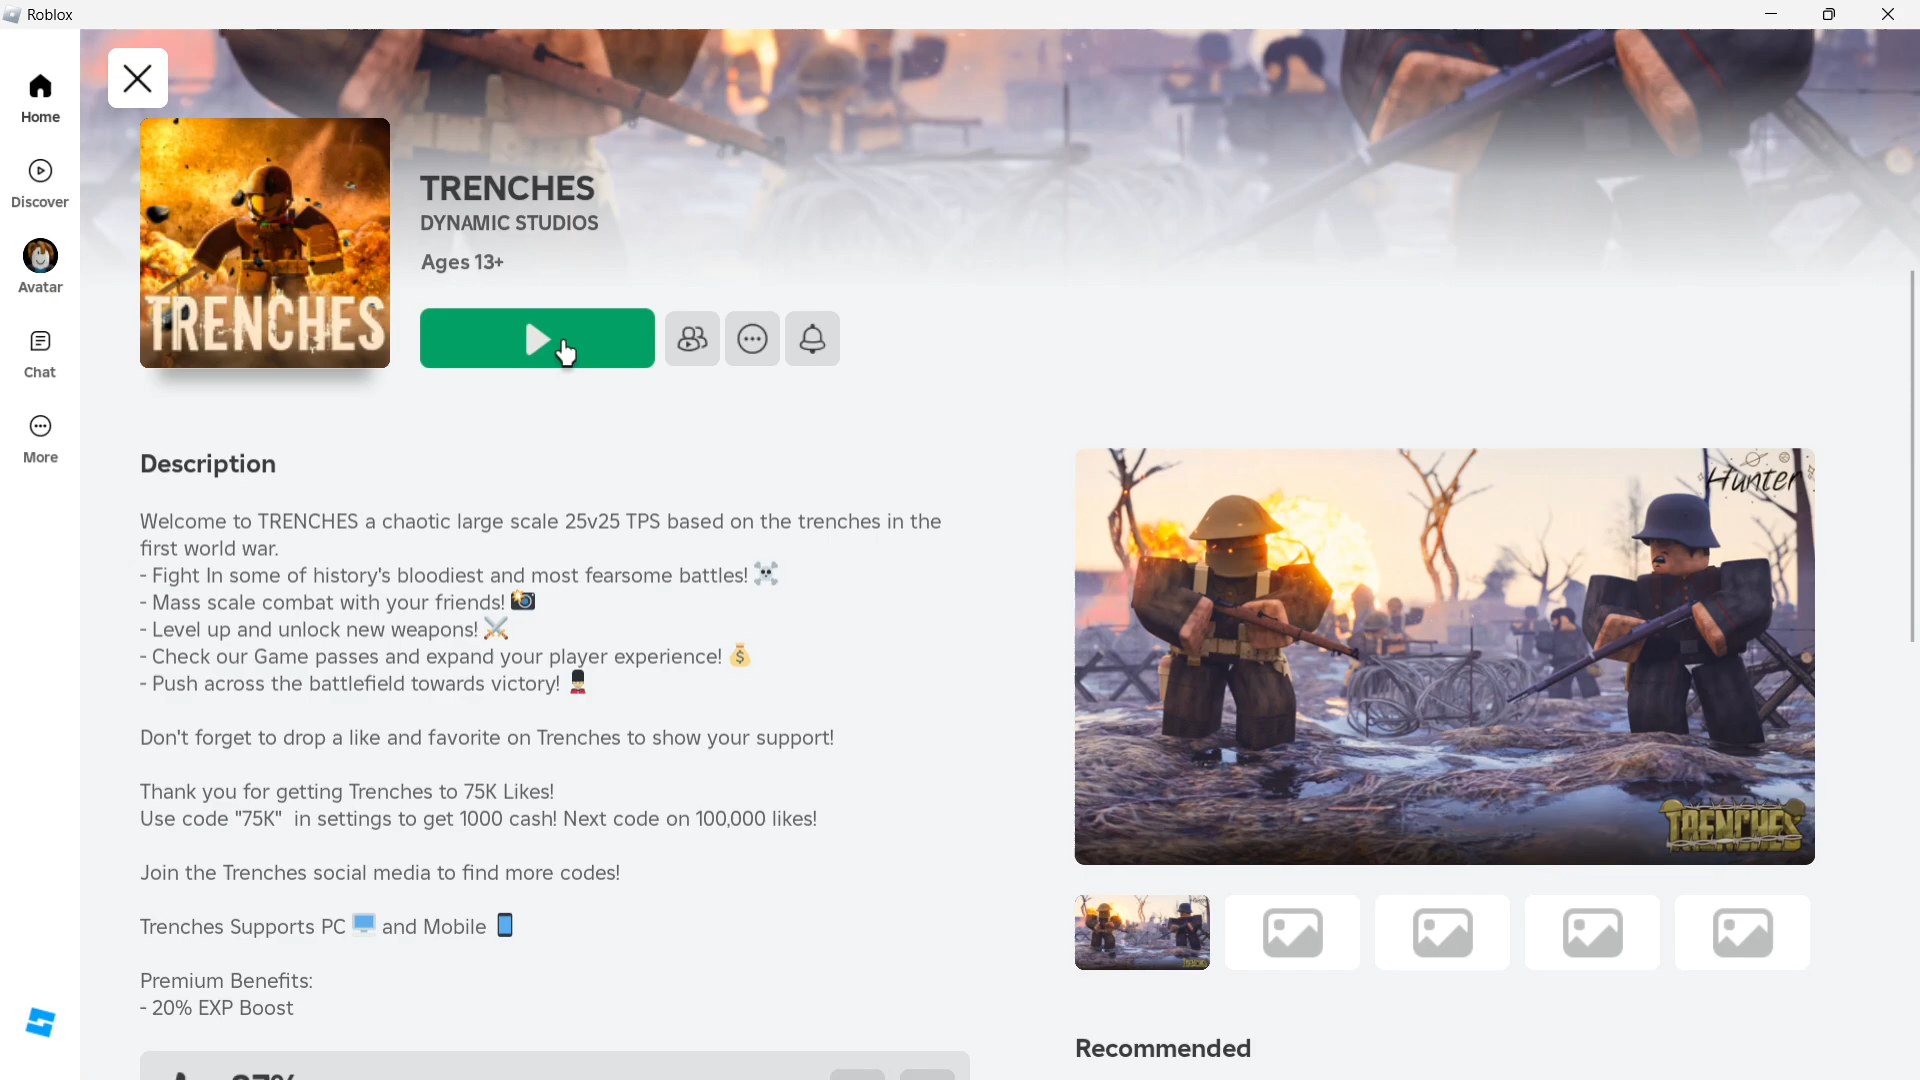 Roblox
Home
Discover
Avatar
Chat
More
TRENCHES
TRENCHES
DYNAMIC STUDIOS
Ages 13+
Description
Welcome to TRENCHES a chaotic large scale 25v25 TPS based on the trenches in the
first world war.
- Fight In some of history's bloodiest and most fearsome battles! ☠️
- Mass scale combat with your friends! 📸
- Level up and unlock new weapons! ⚔️
- Check our Game passes and expand your player experience! 💰
- Push across the battlefield towards victory! 💂🏻
Don't forget to drop a like and favorite on Trenches to show your support!
Thank you for getting Trenches to 75K Likes!
Use code "75K"  in settings to get 1000 cash! Next code on 100,000 likes!
Join the Trenches social media to find more codes!
Trenches Supports PC 🖥️ and Mobile 📱
Premium Benefits:
- 20% EXP Boost
Hunter
TRENCHES
Recommended